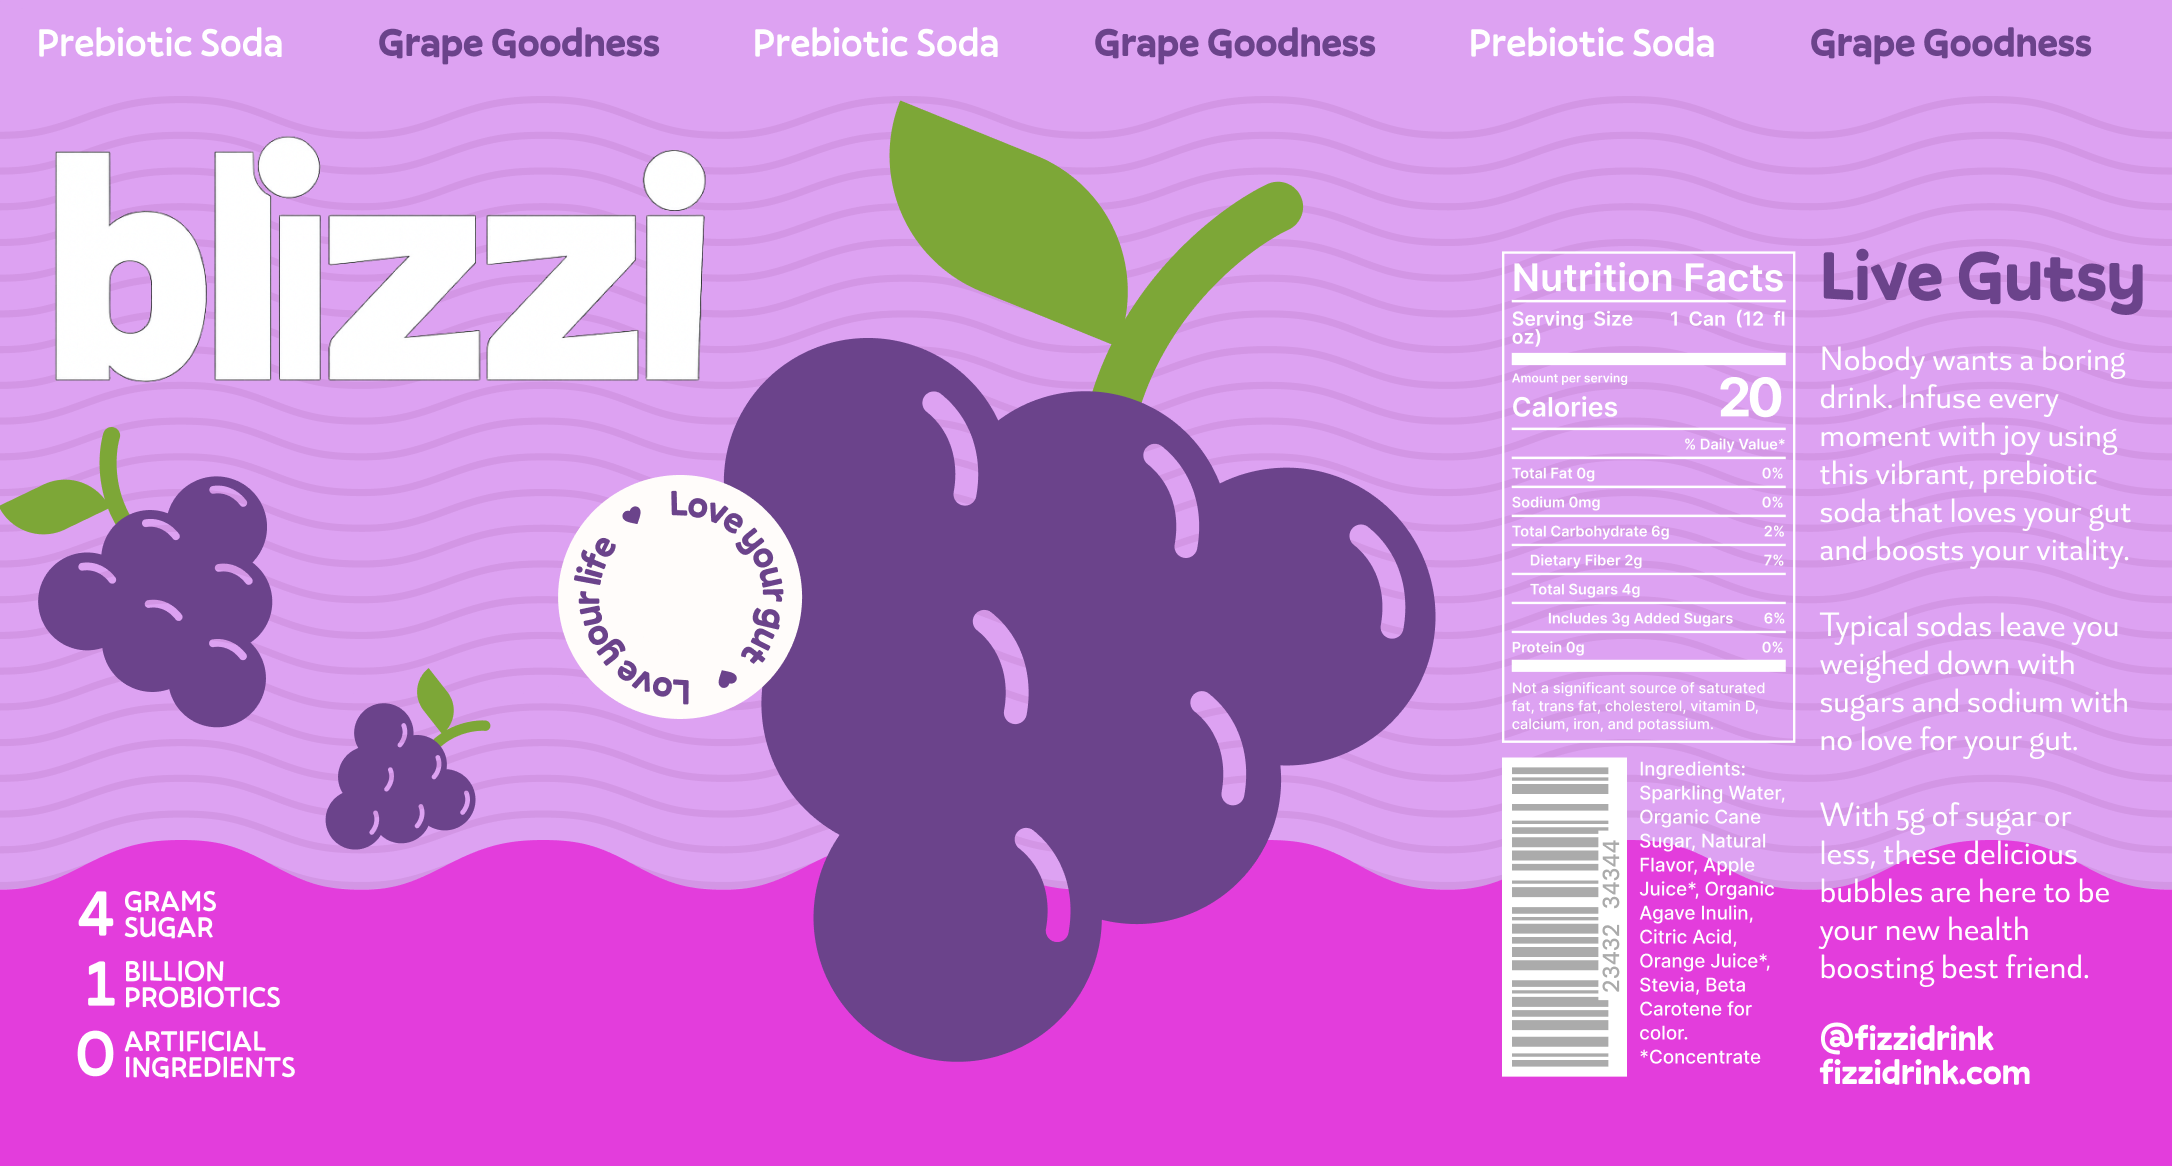 Prebiotic Soda Grape Goodness Prebiotic Soda Grape Goodness Prebiotic Soda Grape Goodness
blizzi
Love your gut
Love your life
4 GRAMS
SUGAR
1 BILLION
PROBIOTICS
0 ARTIFICIAL
INGREDIENTS
Nutrition Facts
Serving Size 1 Can (12 fl
oz)
Amount per serving
Calories 20
% Daily Value*
Total Fat 0g 0%
Sodium 0mg 0%
Total Carbohydrate 6g 2%
Dietary Fiber 2g 7%
Total Sugars 4g
Includes 3g Added Sugars 6%
Protein 0g 0%
Not a significant source of saturated
fat, trans fat, cholesterol, vitamin D,
calcium, iron, and potassium.
23432 34344
Ingredients:
Sparkling Water,
Organic Cane
Sugar, Natural
Flavor, Apple
Juice*, Organic
Agave Inulin,
Citric Acid,
Orange Juice*,
Stevia, Beta
Carotene for
color.
*Concentrate
Live Gutsy
Nobody wants a boring
drink. Infuse every
moment with joy using
this vibrant, prebiotic
soda that loves your gut
and boosts your vitality.
Typical sodas leave you
weighed down with
sugars and sodium with
no love for your gut.
With 5g of sugar or
less, these delicious
bubbles are here to be
your new health
boosting best friend.
@fizzidrink
fizzidrink.com